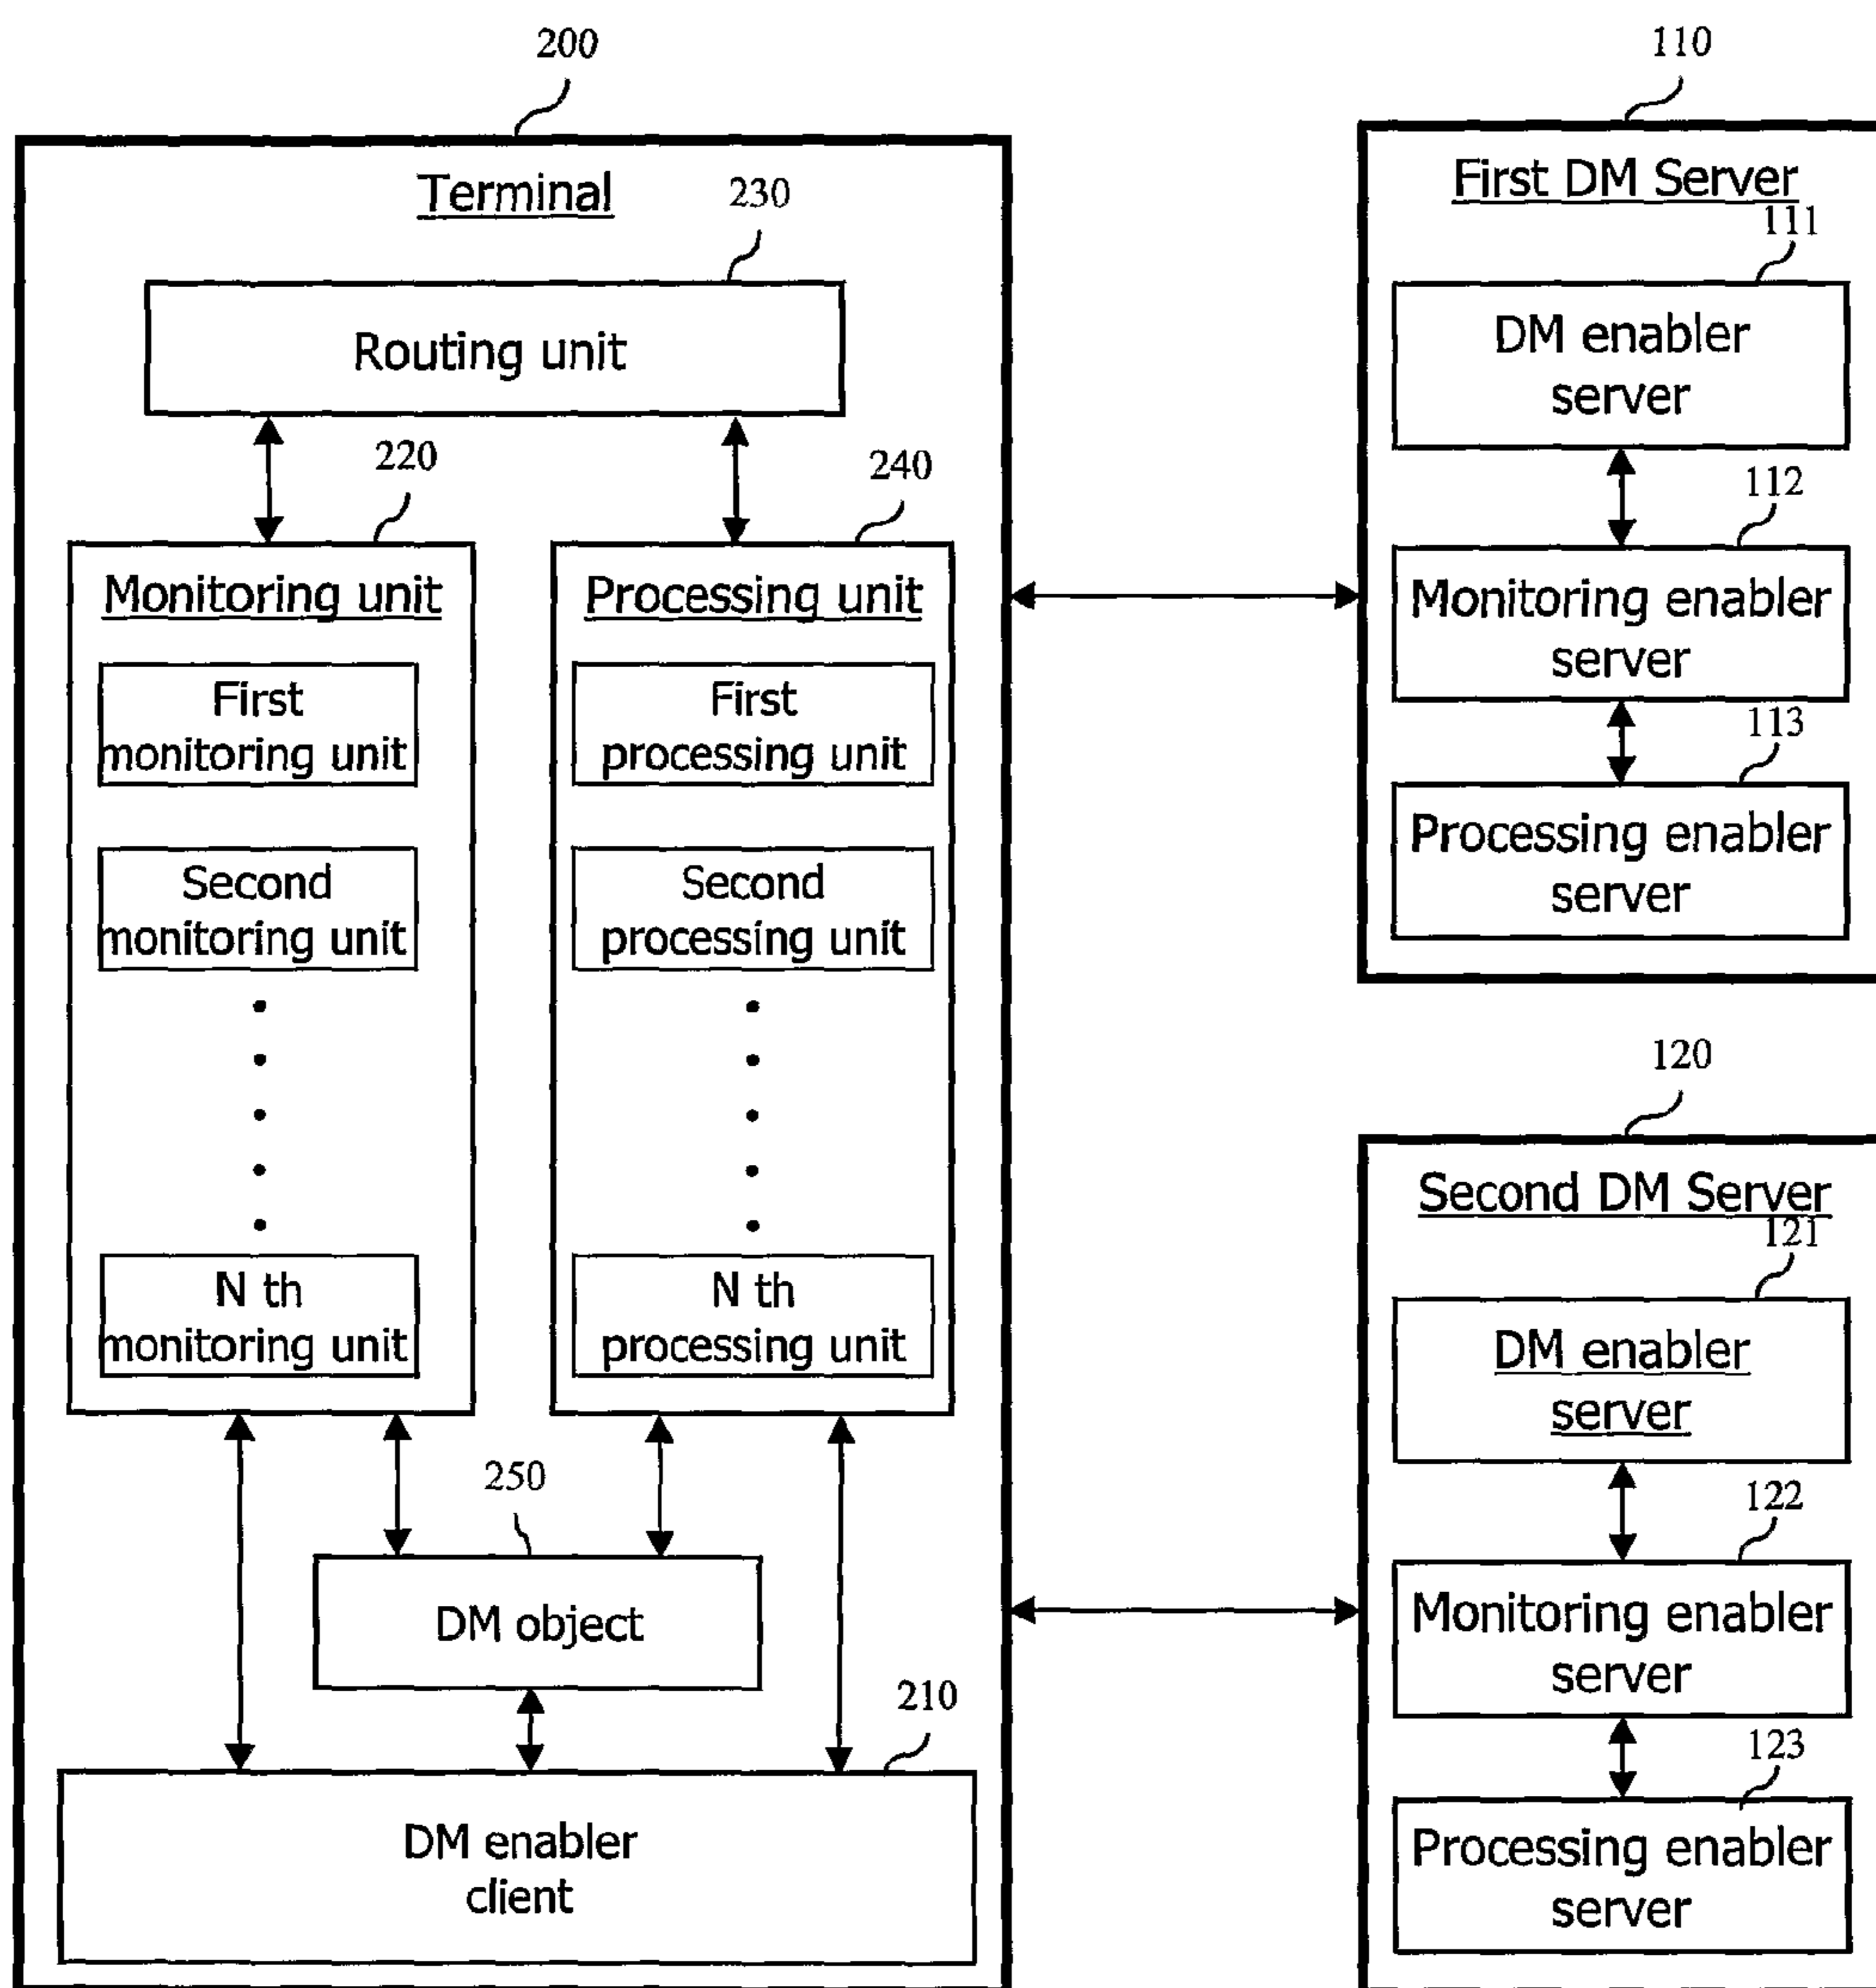 200
Terminal
230
Routing unit
220
240
Monitoring unit
First
monitoring unit
Second
monitoring unit
N th
monitoring unit
Processing unit
First
processing unit
Second
processing unit
N th
processing unit
250
DM object
210
DM enabler
client
110
First DM Server
111
DM enabler
server
112
Monitoring enabler
server
113
Processing enabler
server
120
Second DM Server
121
DM enabler
server
122
Monitoring enabler
server
123
Processing enabler
server